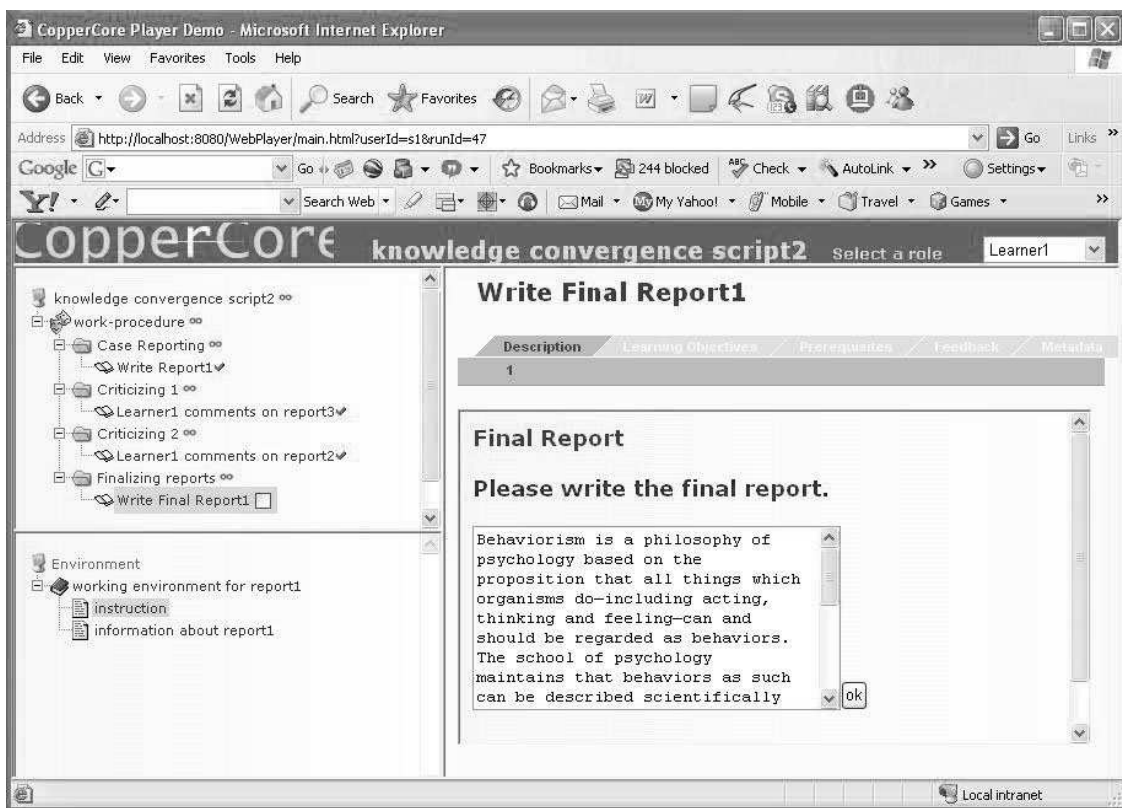 CopperCore Player Demo - Microsoft Internet Explorer
File Edit View Favorites Tools Help
Back Search Favorites
Address http://localhost:8080/WebPlayer/main.html?userId=s1&runId=47 Go Links »
Google G Go Bookmarks 244 blocked ABC Check AutoLink » Settings
Y! Search Web Mail My Yahoo! Mobile Travel Games »
CopperCore knowledge convergence script2 Select a role Learner1
knowledge convergence script2
work-procedure
Case Reporting
Write Report1
Criticizing 1
Learner1 comments on report3
Criticizing 2
Learner1 comments on report2
Finalizing reports
Write Final Report1
Environment
working environment for report1
instruction
information about report1
Write Final Report1
Description Learning Objectives Prerequisites Feedback Metadata
1
Final Report
Please write the final report.
Behaviorism is a philosophy of
psychology based on the
proposition that all things which
organisms do—including acting,
thinking and feeling—can and
should be regarded as behaviors.
The school of psychology
maintains that behaviors as such
can be described scientifically
ok
Local intranet